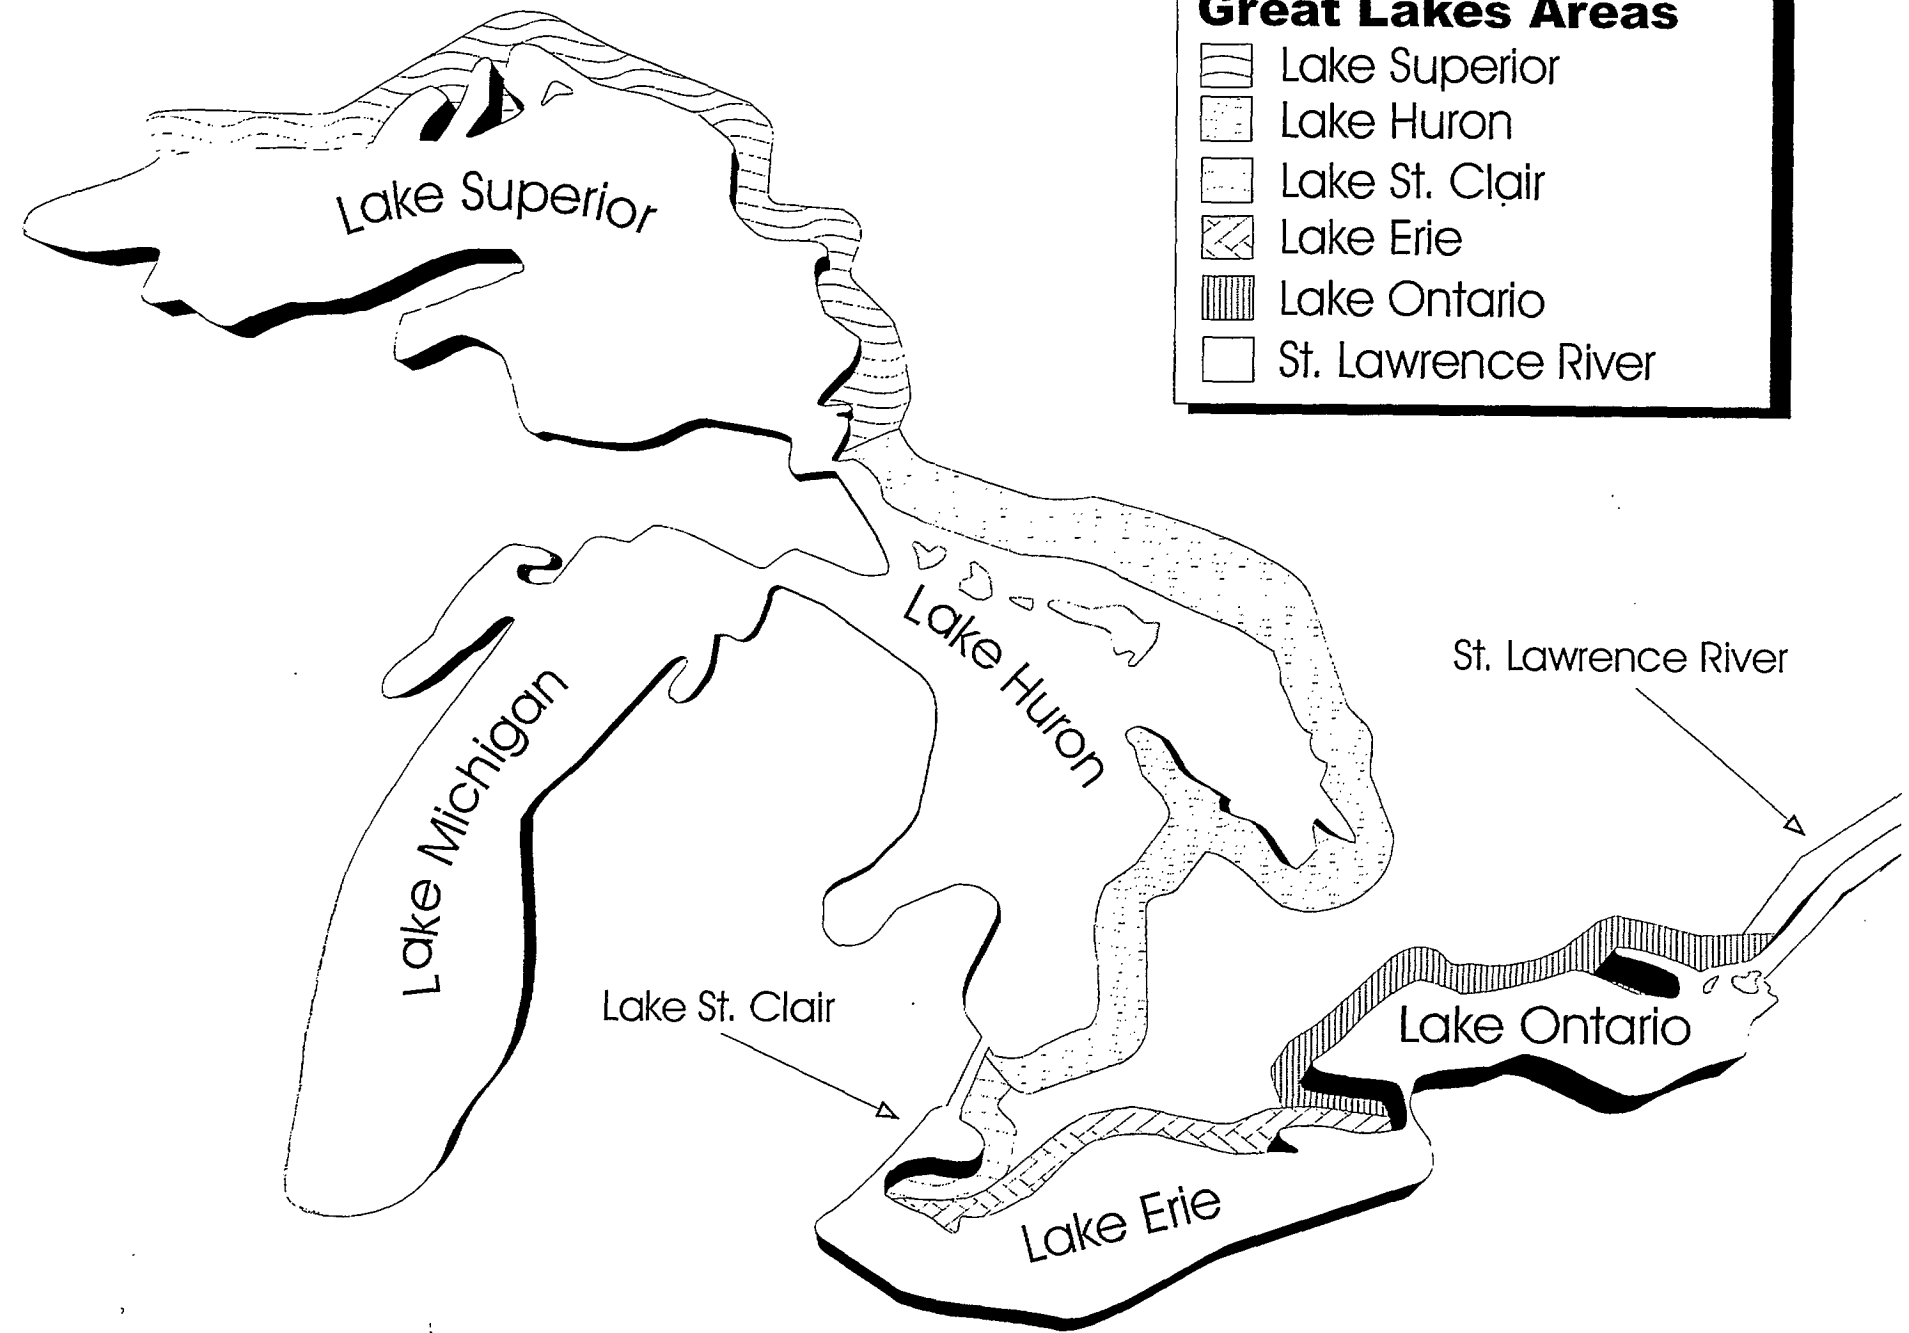 Great Lakes Areas
Lake Superior
Lake Huron
Lake St. Clair
Lake Erie
Lake Ontario
St. Lawrence River
Lake Superior
Lake Huron
St. Lawrence River
Lake Michigan
Lake St. Clair
Lake Ontario
Lake Erie